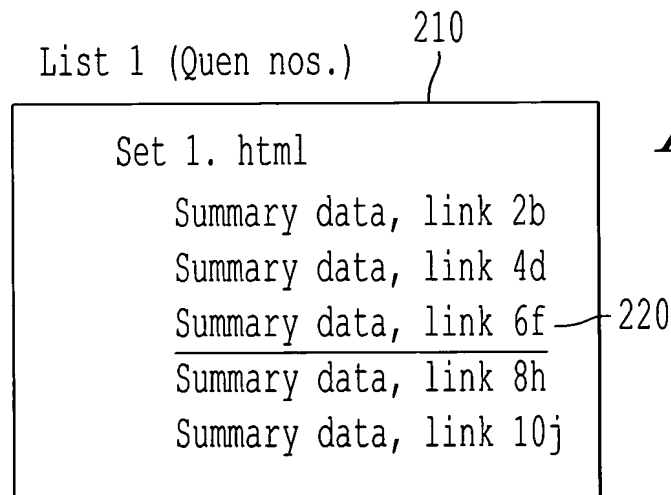 210
List 1 (Quen nos.)
Set 1. html
Summary data, link 2b
Summary data, link 4d
Summary data, link 6f
220
Summary data, link 8h
Summary data, link 10j